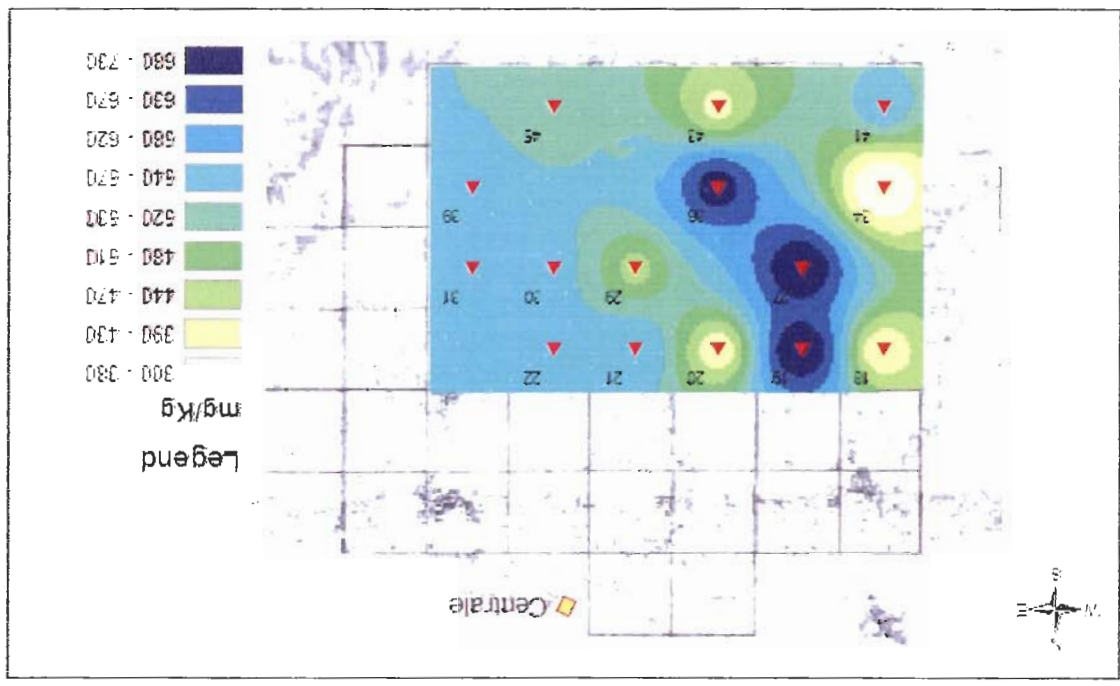 N
W E
S
Centrale
Legend
mg/Kg
300 - 380
390 - 430
440 - 470
480 - 510
520 - 530
540 - 570
580 - 620
630 - 670
680 - 730
18 19 20 21 22
27 29 30 31
34 36 39
41 43 45